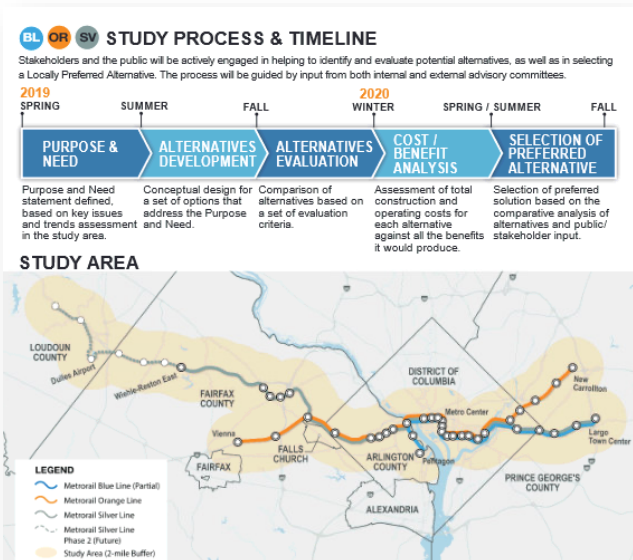 BL OR SV STUDY PROCESS & TIMELINE
Stakeholders and the public will be actively engaged in helping to identify and evaluate potential alternatives, as well as in selecting
a Locally Preferred Alternative. The process will be guided by input from both internal and external advisory committees.
2019
SPRING
SUMMER
FALL
2020
WINTER
SPRING / SUMMER
FALL
PURPOSE &
NEED
ALTERNATIVES
DEVELOPMENT
ALTERNATIVES
EVALUATION
COST /
BENEFIT
ANALYSIS
SELECTION OF
PREFERRED
ALTERNATIVE
Purpose and Need
statement defined,
based on key issues
and trends assessment
in the study area.
Conceptual design for
a set of options that
address the Purpose
and Need.
Comparison of
alternatives based on
a set of evaluation
criteria.
Assessment of total
construction and
operating costs for
each alternative
against all the benefits
it would produce.
Selection of preferred
solution based on the
comparative analysis of
alternatives and public/
stakeholder input.
STUDY AREA
LOUDOUN
COUNTY
Dulles Airport
Wiehle-Reston East
FAIRFAX
COUNTY
Vienna
FAIRFAX
FALLS
CHURCH
DISTRICT OF
COLUMBIA
Metro Center
ARLINGTON
COUNTY
Pentagon
ALEXANDRIA
New
Carrollton
Largo
Town Center
PRINCE GEORGE'S
COUNTY
LEGEND
Metrorail Blue Line (Partial)
Metrorail Orange Line
Metrorail Silver Line
Metrorail Silver Line
Phase 2 (Future)
Study Area (2-mile Buffer)